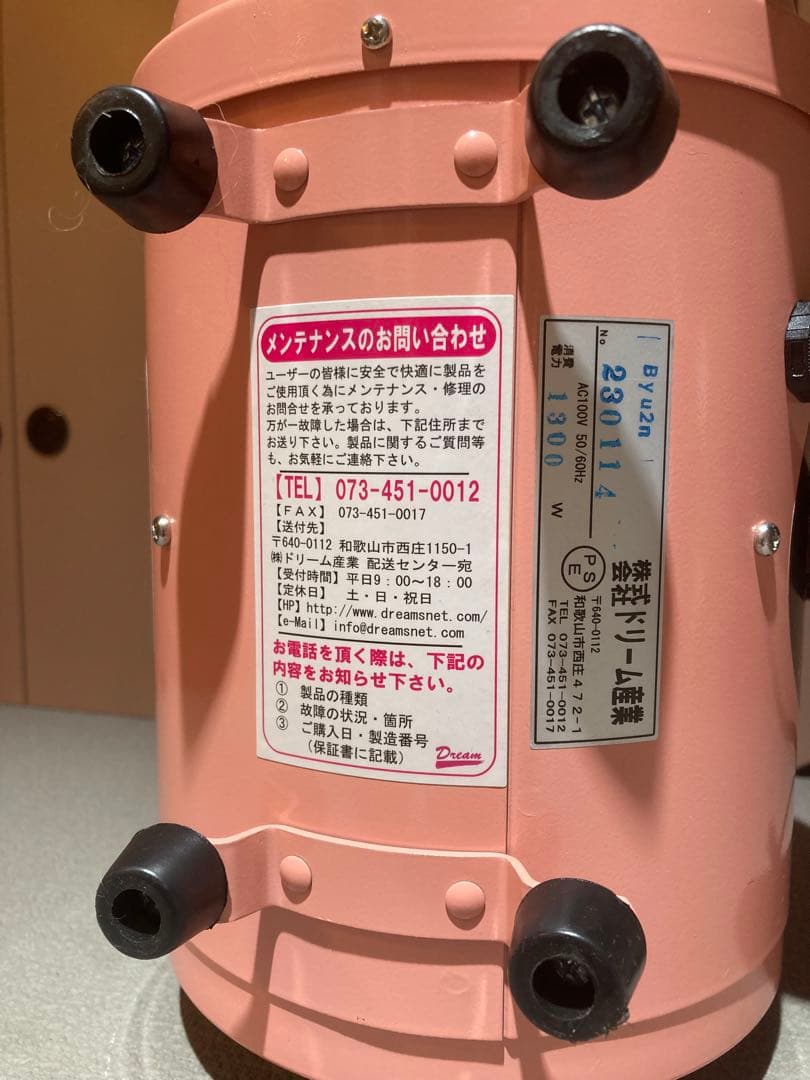 メンテナンスのお問い合わせ
ユーザーの皆様に安全で快適に製品を
ご使用頂く為にメンテナンス・修理の
お問合せを承っております。
万が一故障した場合は、下記住所まで
お送り下さい。製品に関するご質問等
も、お気軽にご連絡下さい。
【TEL】073-451-0012
【FAX】 073-451-0017
【送付先】
〒640-0112 和歌山市西庄1150-1
㈱ドリーム産業 配送センター宛
【受付時間】平日9：00〜18：00
【定休日】 土・日・祝日
【HP】http://www.dreamsnet.com/
【e-Mail】info@dreamsnet.com
お電話を頂く際は、下記の
内容をお知らせ下さい。
① 製品の種類
② 故障の状況・箇所
③ ご購入日・製造番号
（保証書に記載）
Dream
Byu2n
No 230114
AC100V 50/60Hz
消費電力 1300 W
PSE
株式会社ドリーム産業
〒640-0112
和歌山市西庄472-1
TEL 073-451-0012
FAX 073-451-0017